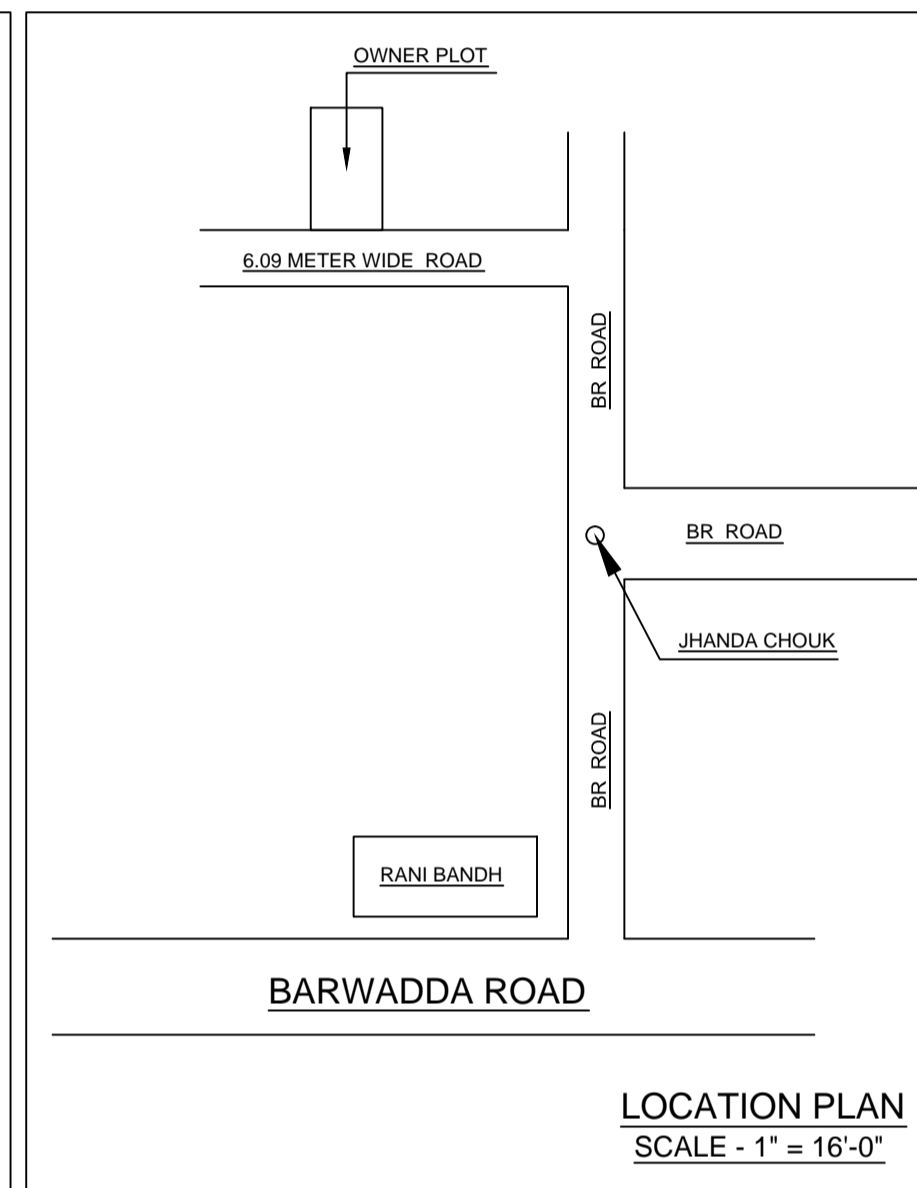 OWNER PLOT
6.09 METER WIDE ROAD
BR ROAD
BR ROAD
JHANDA CHOUK
BR ROAD
RANI BANDH
BARWADDA ROAD
LOCATION PLAN
SCALE - 1" = 16'-0"